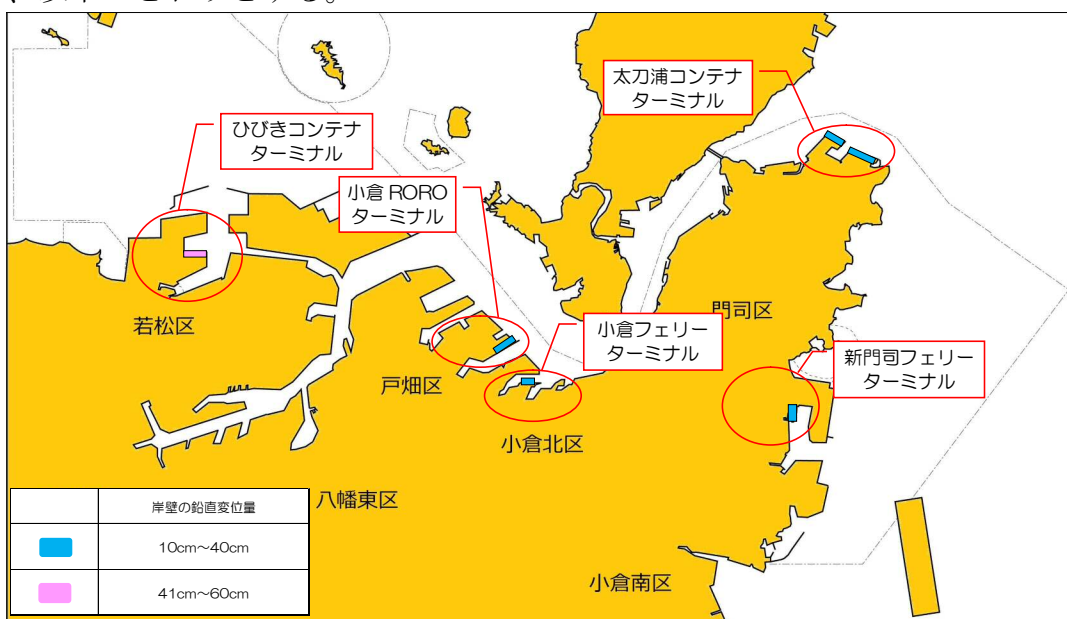 太刀浦コンテナ
ターミナル
ひびきコンテナ
ターミナル
小倉 RORO
ターミナル
門司区
若松区
小倉フェリー
ターミナル
新門司フェリー
ターミナル
戸畑区
小倉北区
八幡東区
岸壁の鉛直変位量
10cm～40cm
41cm～60cm
小倉南区